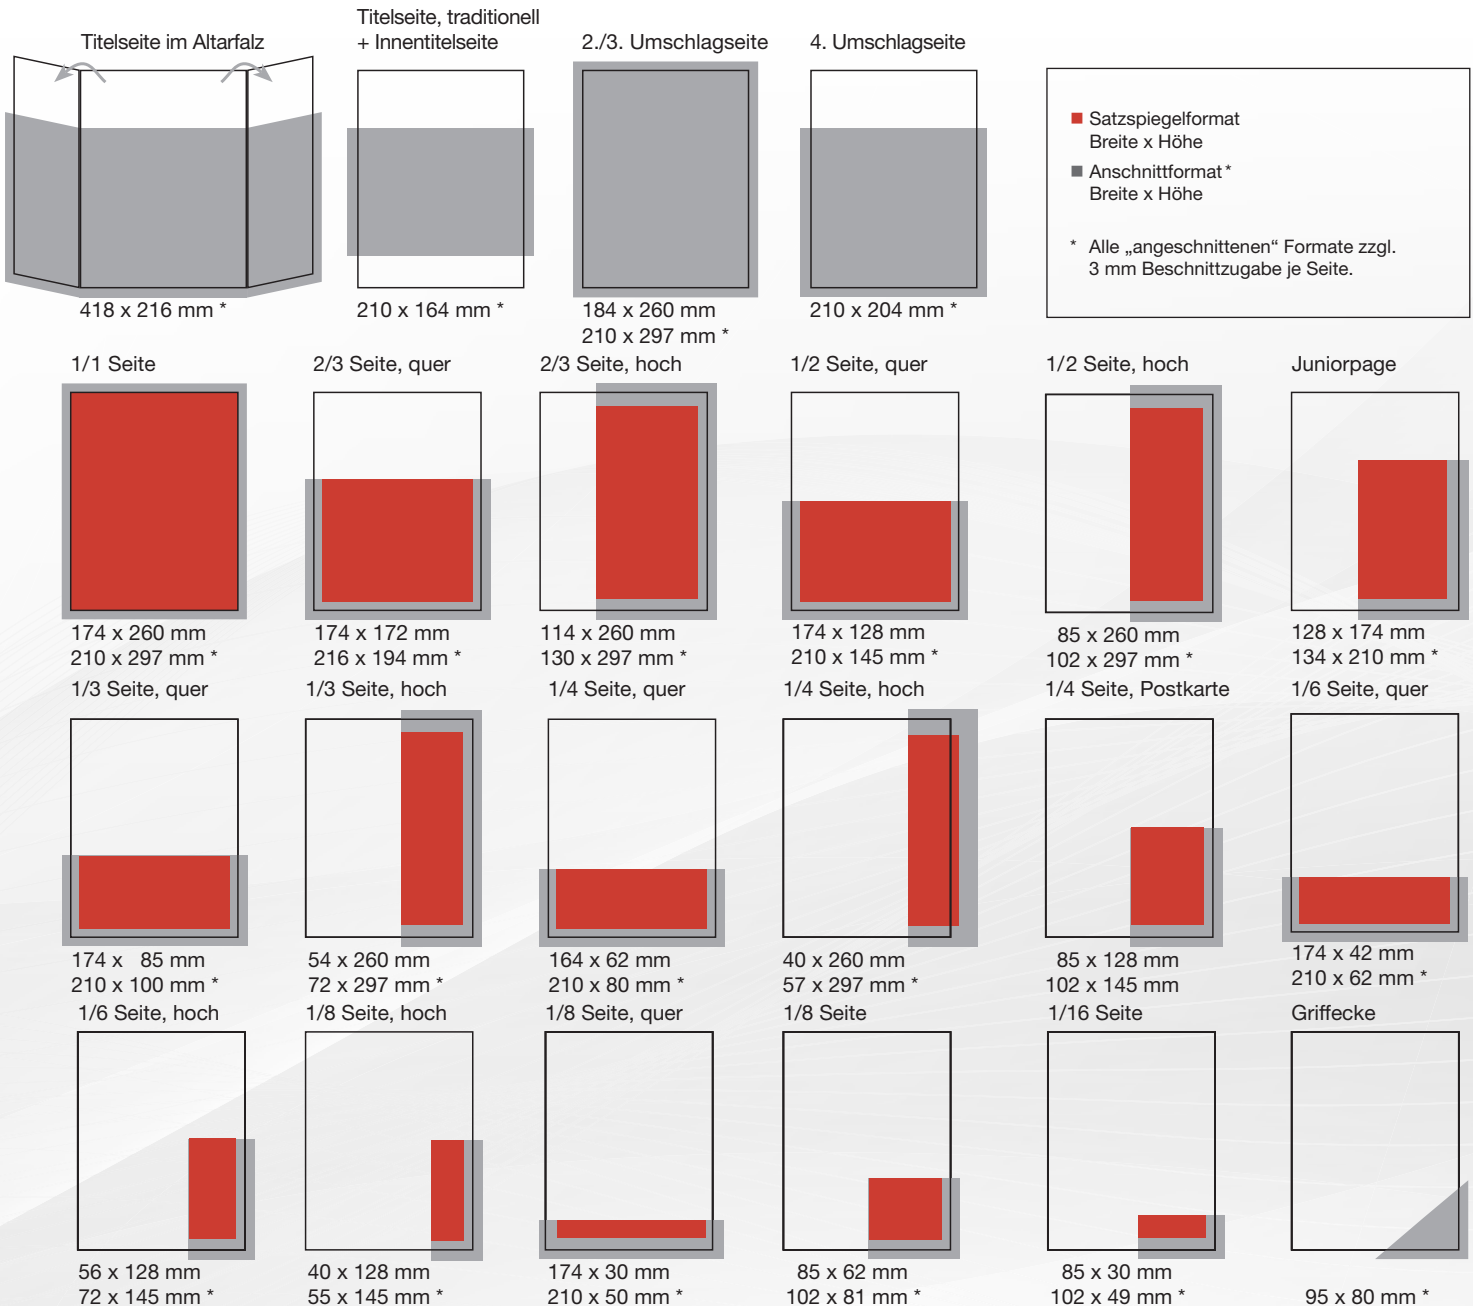 Titelseite im Altarfalz
Titelseite, traditionell
+ Innentitelseite
2./3. Umschlagseite
4. Umschlagseite
418 x 216 mm *
210 x 164 mm *
184 x 260 mm
210 x 297 mm *
210 x 204 mm *
Satzspiegelformat
Breite x Höhe
Anschnittformat *
Breite x Höhe
* Alle „angeschnittenen“ Formate zzgl.
3 mm Beschnittzugabe je Seite.
1/1 Seite
174 x 260 mm
210 x 297 mm *
2/3 Seite, quer
174 x 172 mm
216 x 194 mm *
2/3 Seite, hoch
114 x 260 mm
130 x 297 mm *
1/2 Seite, quer
174 x 128 mm
210 x 145 mm *
1/2 Seite, hoch
85 x 260 mm
102 x 297 mm *
Juniorpage
128 x 174 mm
134 x 210 mm *
1/3 Seite, quer
174 x 85 mm
210 x 100 mm *
1/3 Seite, hoch
54 x 260 mm
72 x 297 mm *
1/4 Seite, quer
164 x 62 mm
210 x 80 mm *
1/4 Seite, hoch
40 x 260 mm
57 x 297 mm *
1/4 Seite, Postkarte
85 x 128 mm
102 x 145 mm
1/6 Seite, quer
174 x 42 mm
210 x 62 mm *
1/6 Seite, hoch
56 x 128 mm
72 x 145 mm *
1/8 Seite, hoch
40 x 128 mm
55 x 145 mm *
1/8 Seite, quer
174 x 30 mm
210 x 50 mm *
1/8 Seite
85 x 62 mm
102 x 81 mm *
1/16 Seite
85 x 30 mm
102 x 49 mm *
Griffecke
95 x 80 mm *